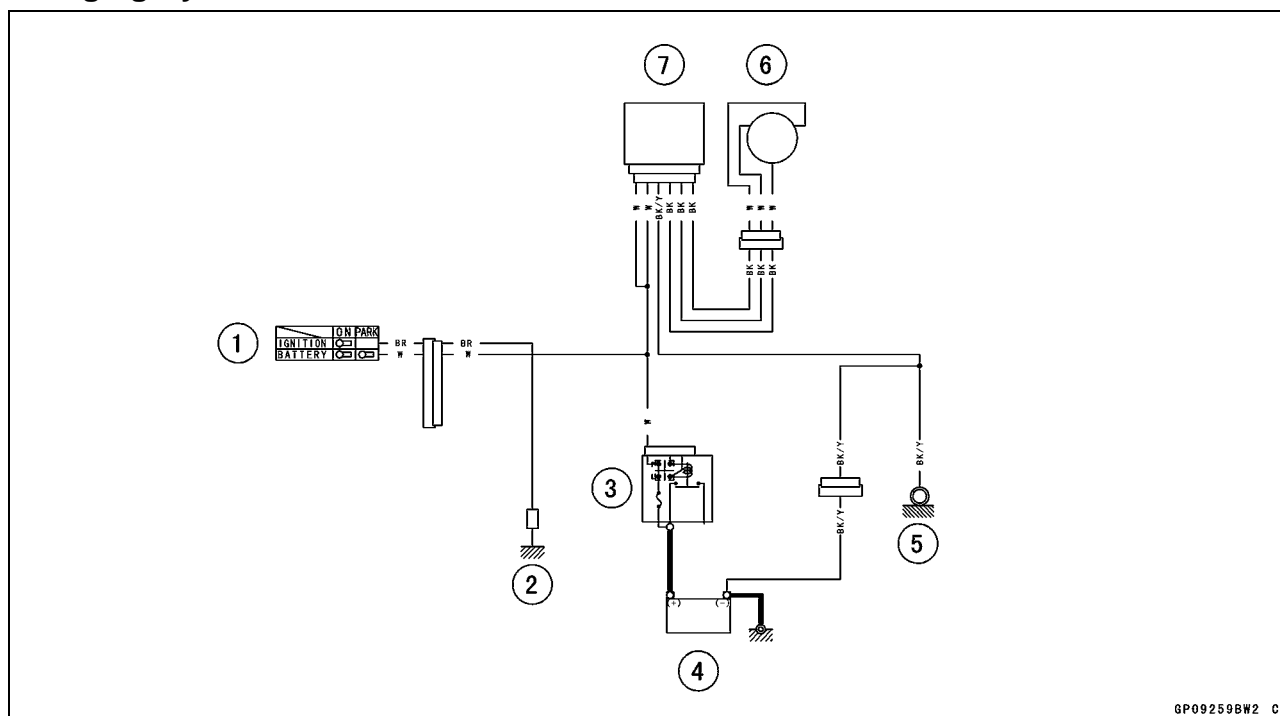 7 6
W W BK/Y BK BK BK
W W W
BK BK BK
1
ON PARK
IGNITION
BATTERY
BR BR
W W
W
3
BK/Y BK/Y
BK/Y
5
2
(+) (-)
4
GP09259BW2 C